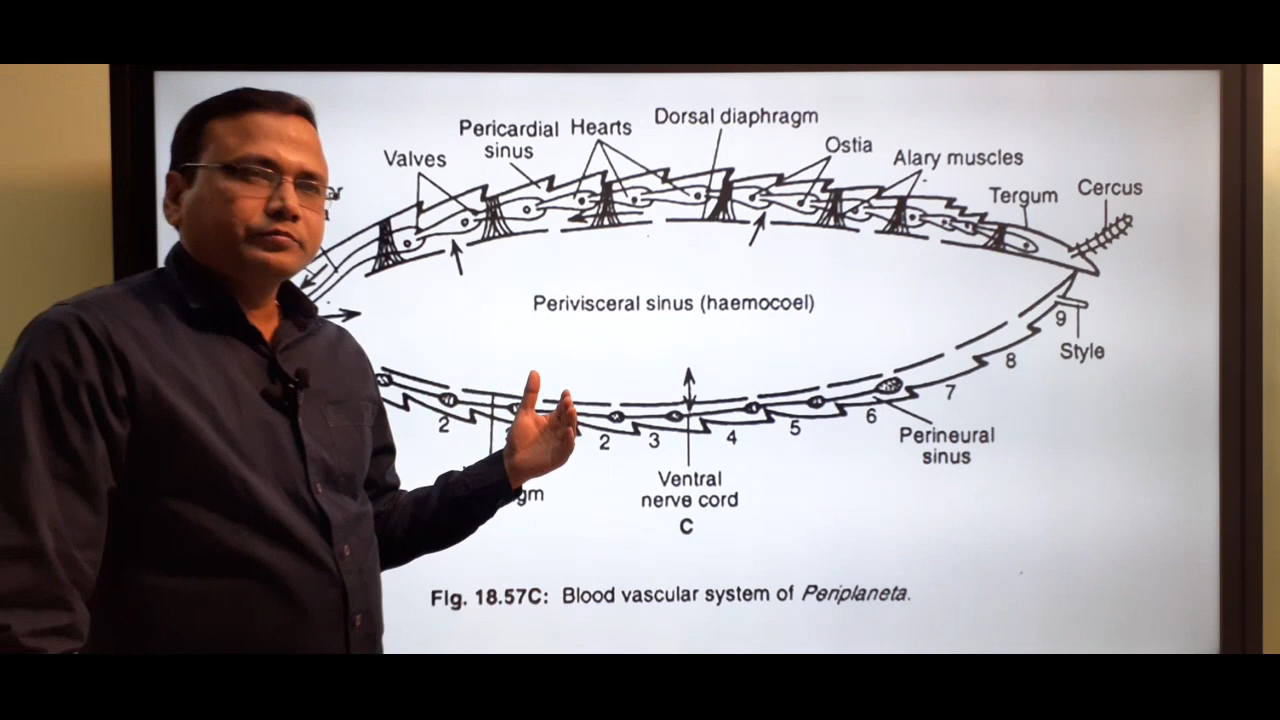 Dorsal diaphragm
Pericardial
sinus
Hearts
Valves
Ostia
Alary muscles
Tergum
Cercus
Perivisceral sinus (haemocoel)
9
Style
8
7
6
5
4
3
2
2
Perineural
sinus
Ventral
nerve cord
C
Fig. 18.57C: Blood vascular system of Periplaneta.